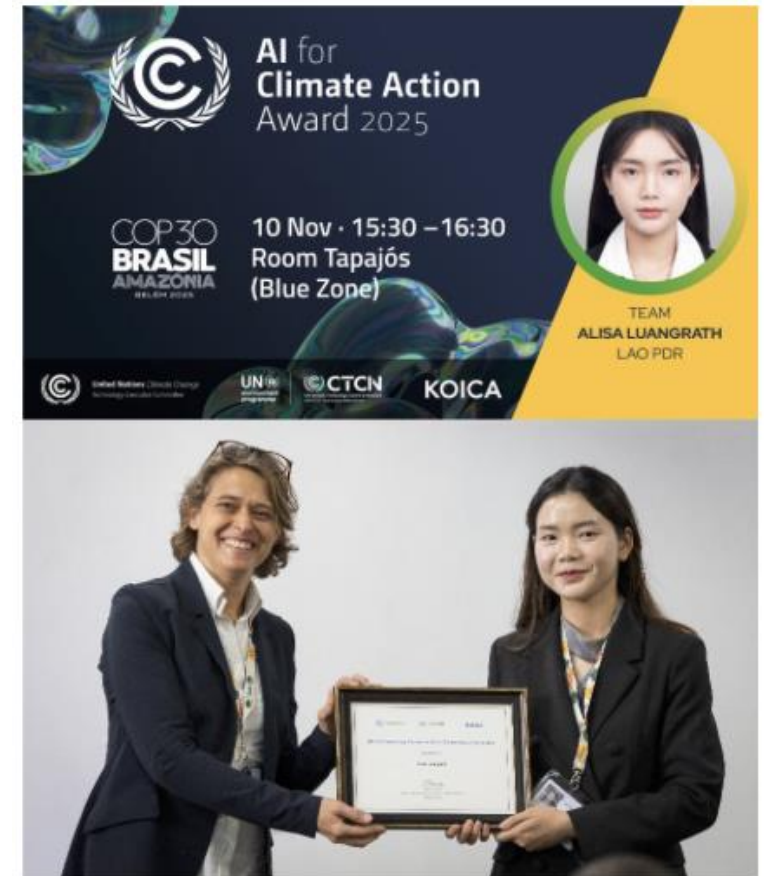 AI for
Climate Action
Award 2025
COP30
BRASIL
AMAZÔNIA
BELÉM 2025
10 Nov · 15:30 – 16:30
Room Tapajós
(Blue Zone)
TEAM
ALISA LUANGRATH
LAO PDR
United Nations Climate Change
Technology Executive Committee
UN
environment
programme
CTCN
KOICA